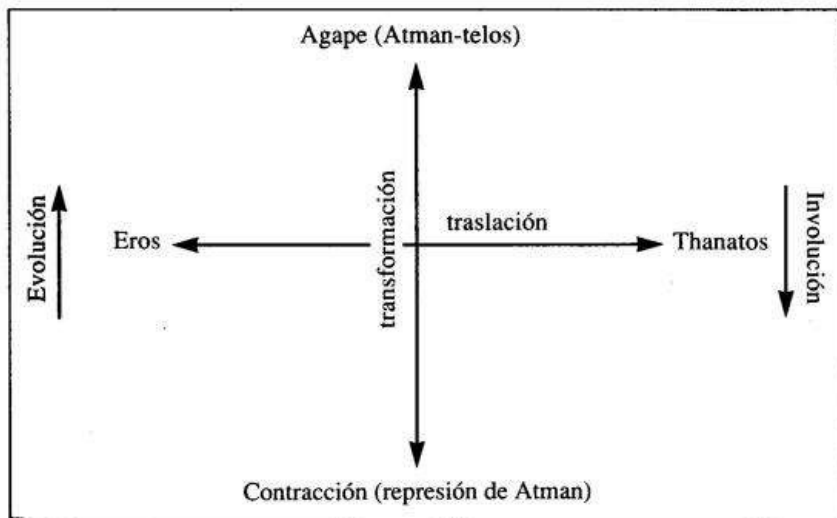 Agape (Atman-telos)
Evolución
Eros
transformación
traslación
Thanatos
Involución
Contracción (represión de Atman)